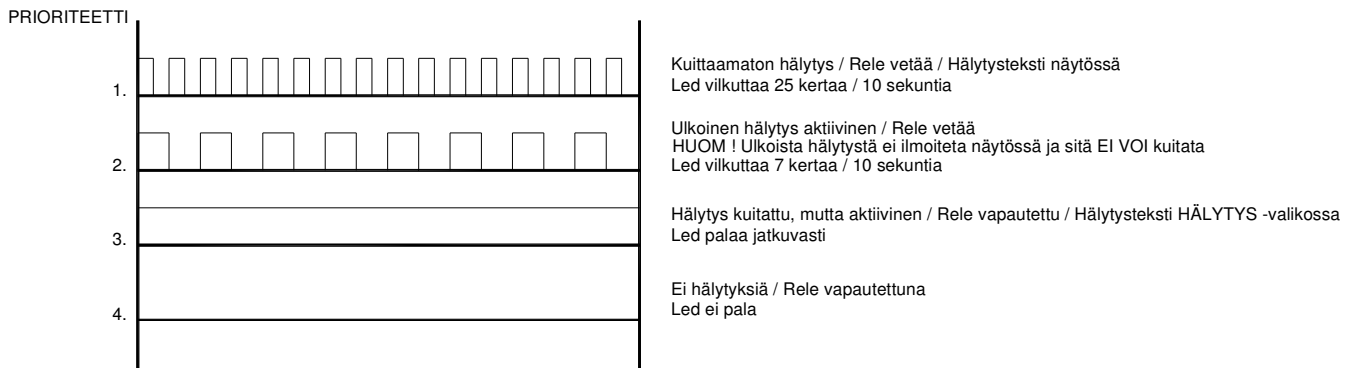 PRIORITEETTI
1.
Kuittaamaton hälytys / Rele vetää / Hälytysteksti näytössä
Led vilkuttaa 25 kertaa / 10 sekuntia
2.
Ulkoinen hälytys aktiivinen / Rele vetää
HUOM ! Ulkoista hälytystä ei ilmoiteta näytössä ja sitä EI VOI kuitata
Led vilkuttaa 7 kertaa / 10 sekuntia
3.
Hälytys kuitattu, mutta aktiivinen / Rele vapautettu / Hälytysteksti HÄLYTYS -valikossa
Led palaa jatkuvasti
4.
Ei hälytyksiä / Rele vapautettuna
Led ei pala